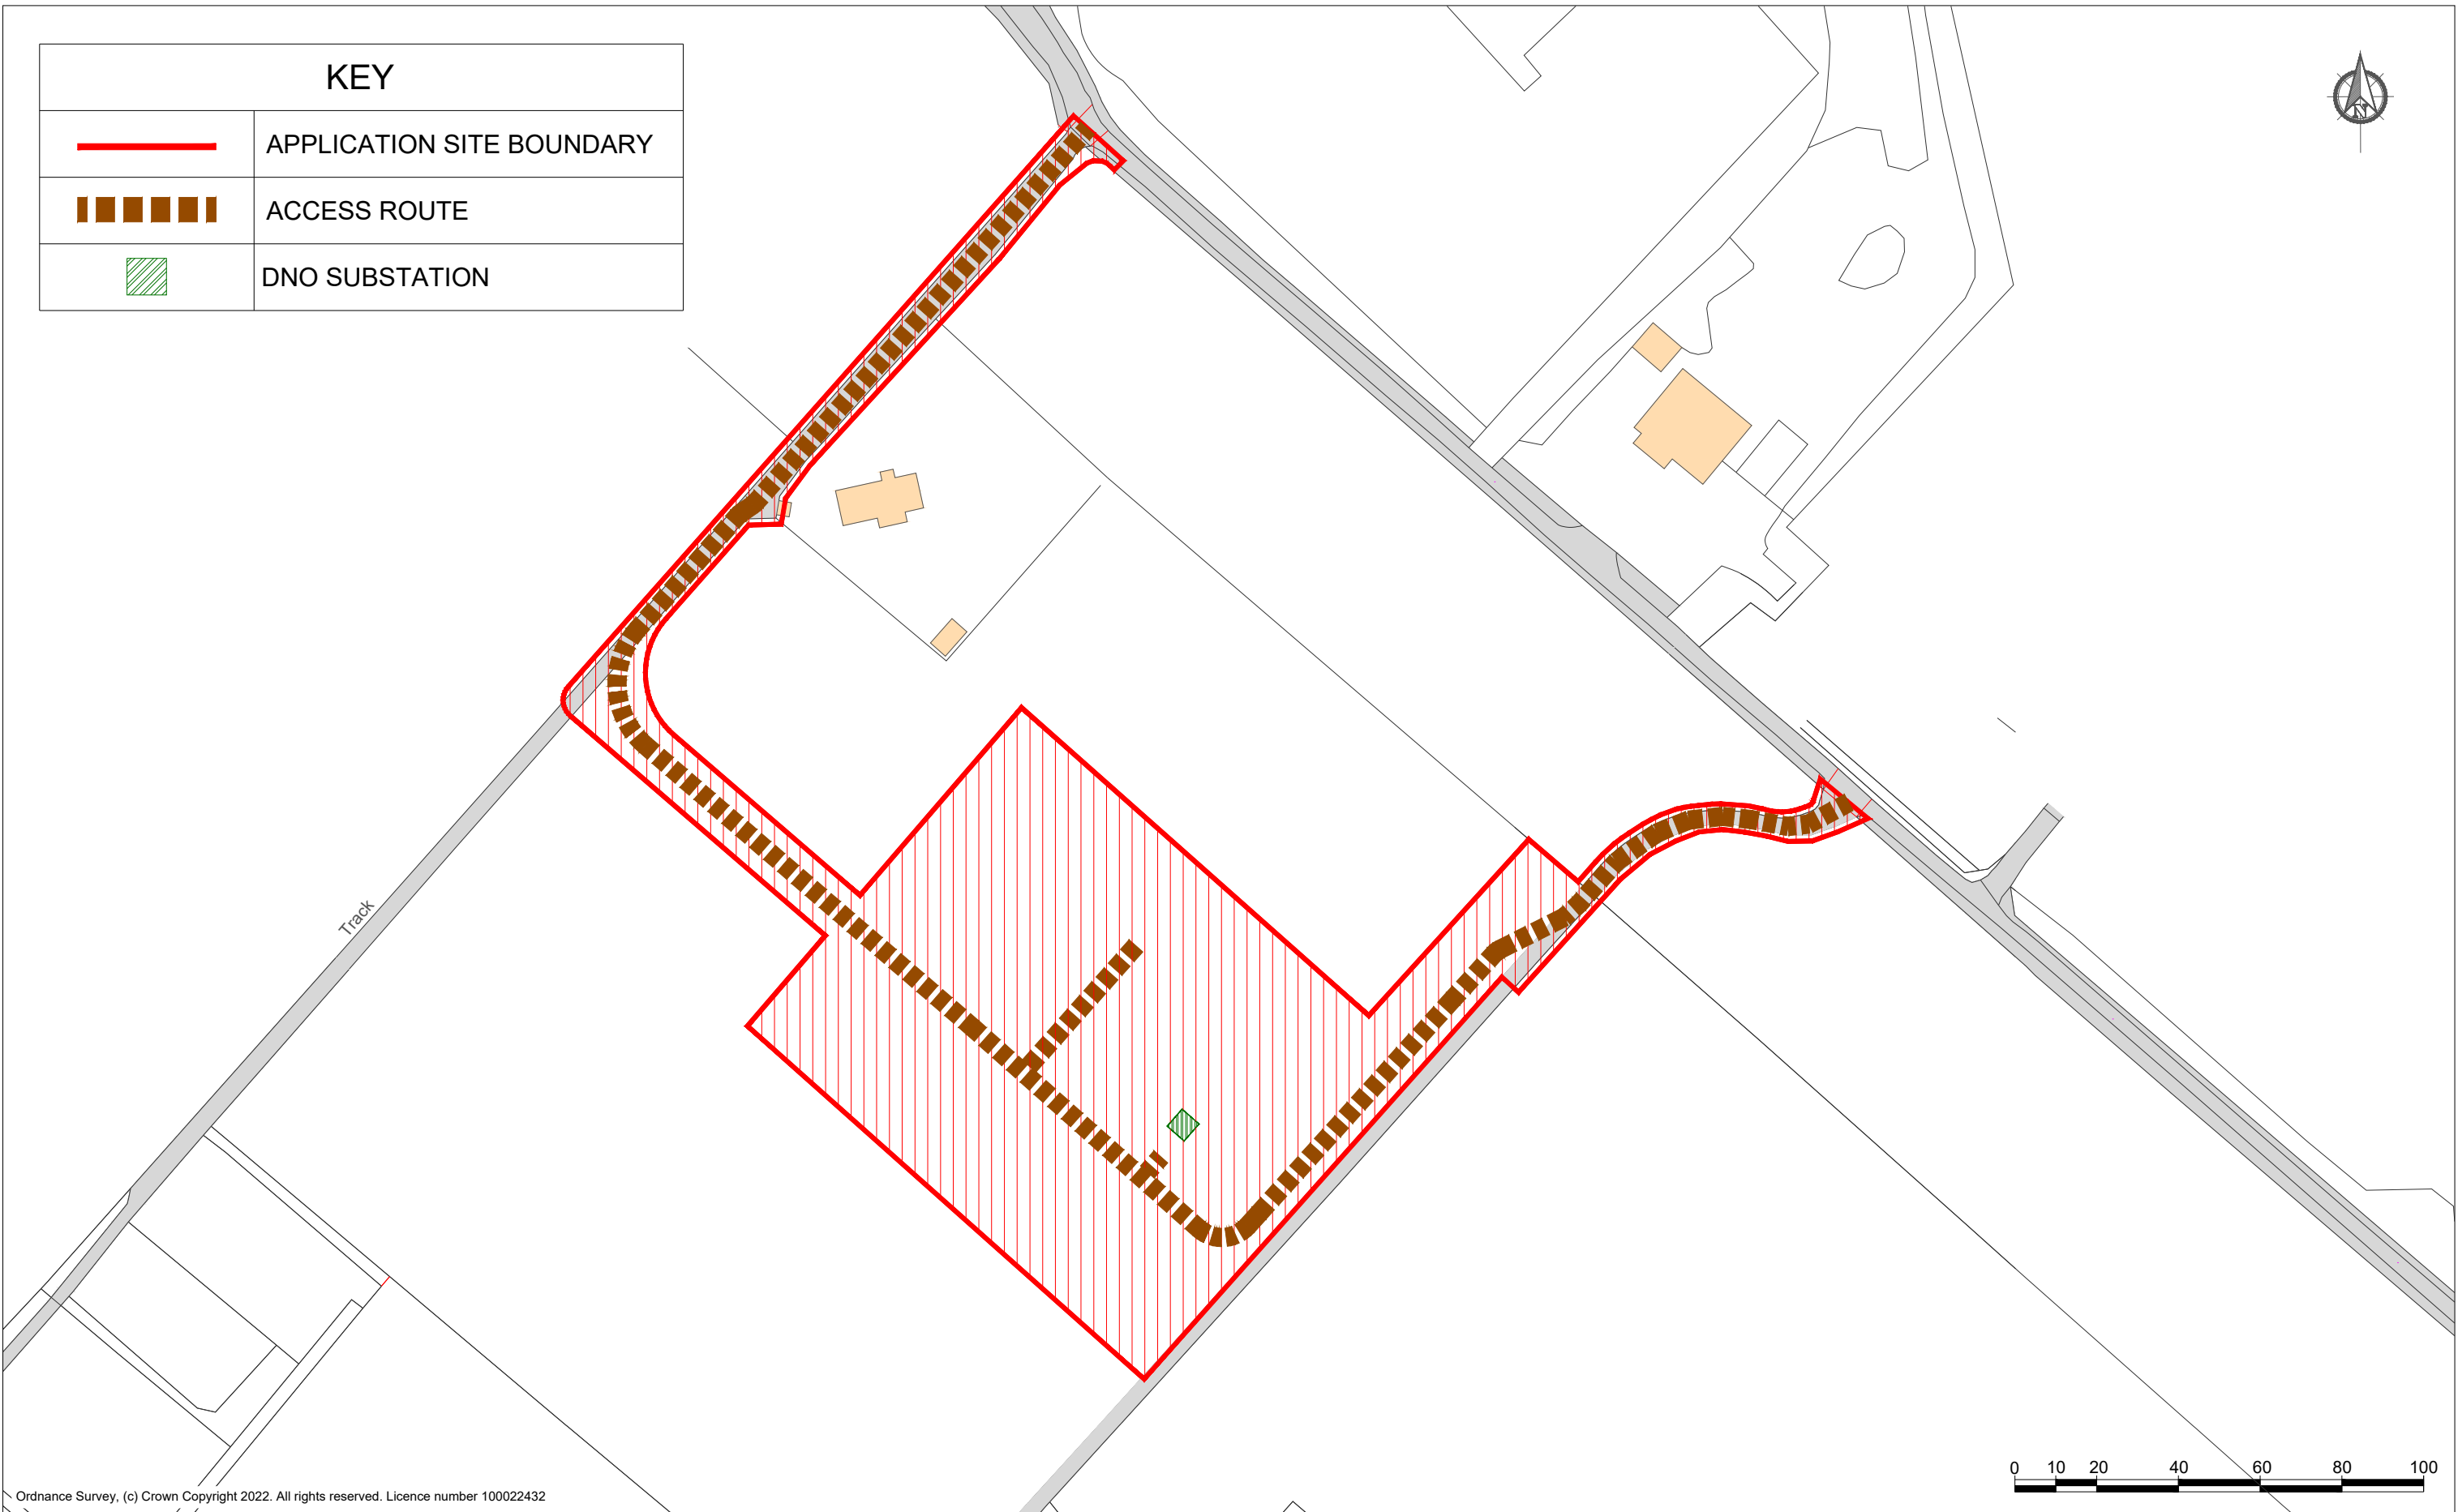 KEY
APPLICATION SITE BOUNDARY
ACCESS ROUTE
DNO SUBSTATION
N
Track
0 10 20 40 60 80 100
Ordnance Survey, (c) Crown Copyright 2022. All rights reserved. Licence number 100022432